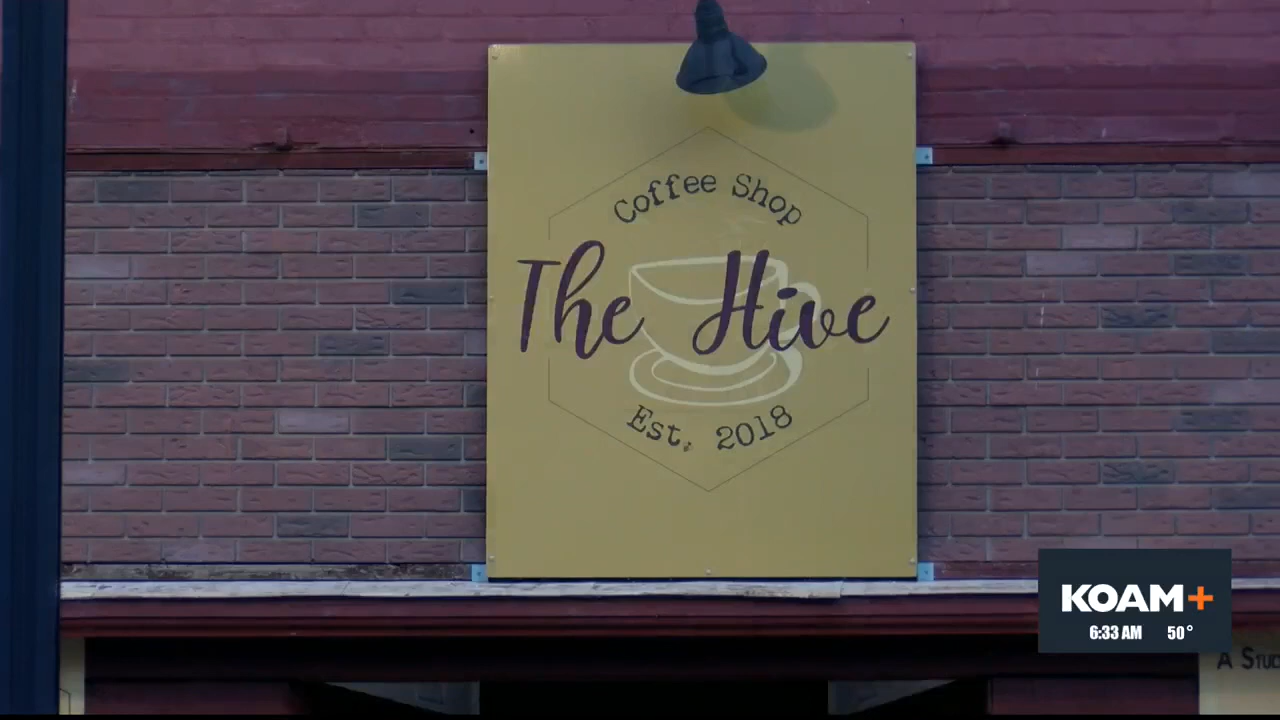 Coffee Shop
The Hive
Est. 2018
KOAM+
6:33 AM 50°